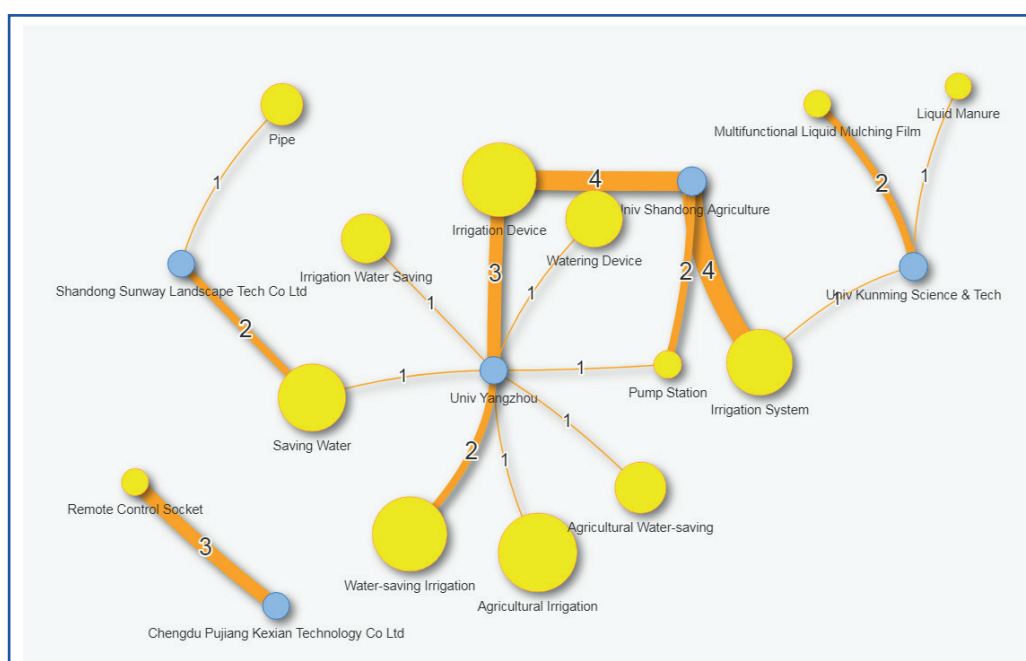 Pipe
Liquid Manure
Multifunctional Liquid Mulching Film
1
1
2
4
Univ Shandong Agriculture
Irrigation Device
Watering Device
Irrigation Water Saving
Shandong Sunway Landscape Tech Co Ltd
3
2
4
Univ Kunming Science & Tech
1
1
1
2
1
1
Univ Yangzhou
Pump Station
Irrigation System
Saving Water
1
2
1
Remote Control Socket
Agricultural Water-saving
3
Water-saving Irrigation
Agricultural Irrigation
Chengdu Pujiang Kexian Technology Co Ltd